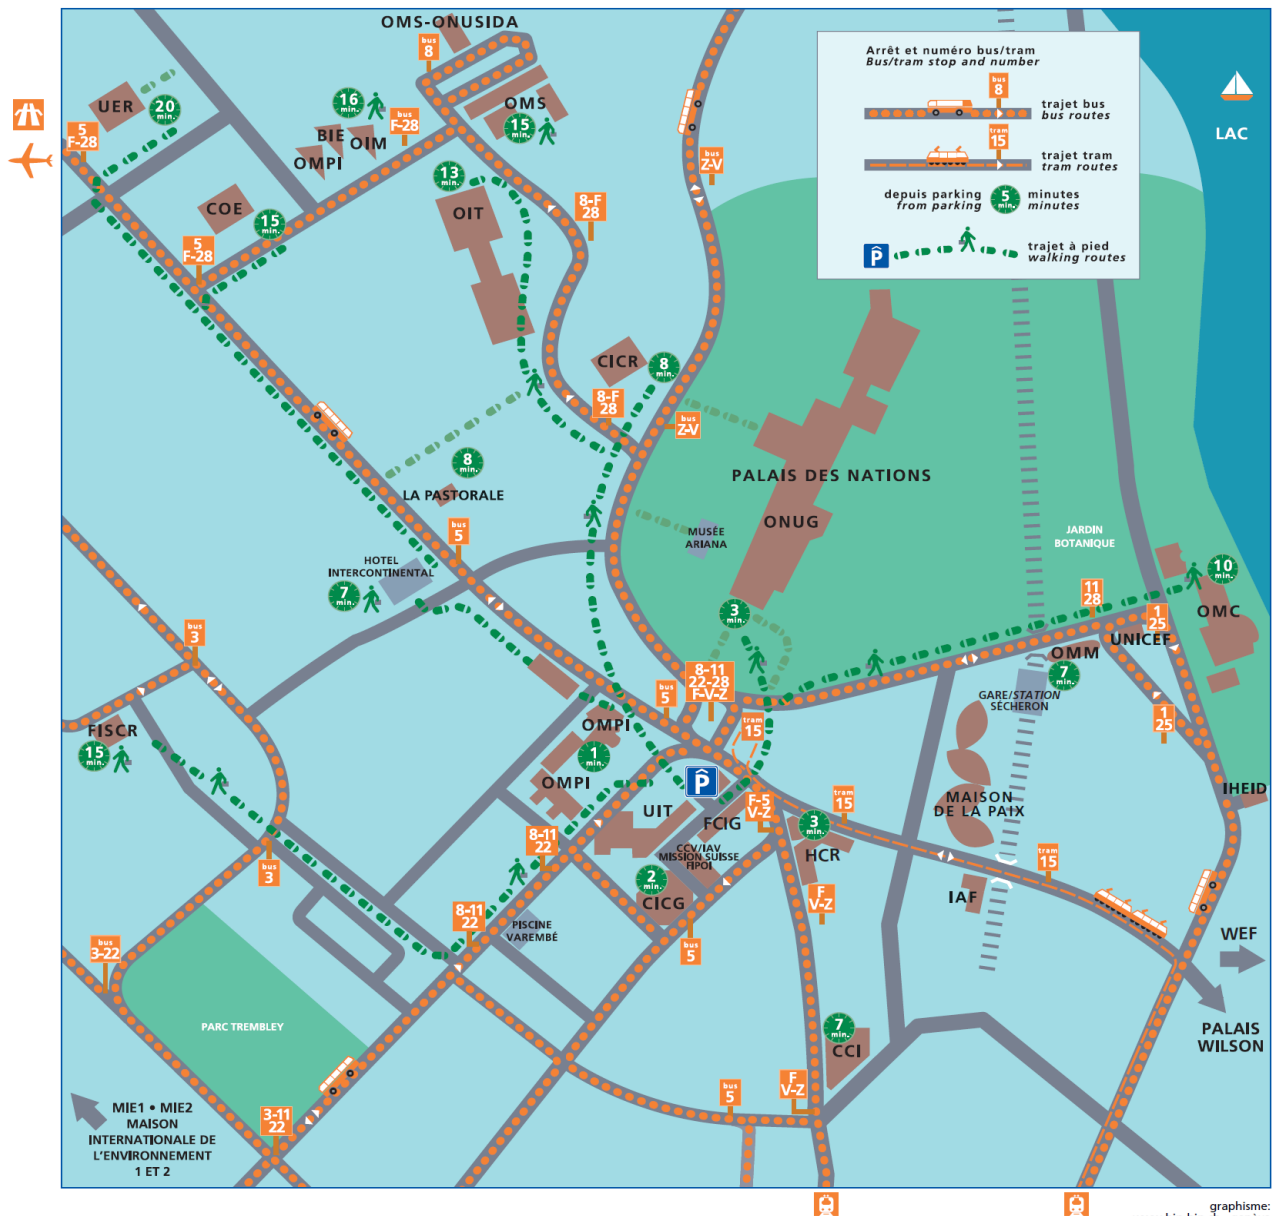 OMS-ONUSIDA
bus
8
Arrêt et numéro bus/tram
Bus/tram stop and number
bus
8
trajet bus
bus routes
tram
15
trajet tram
tram routes
depuis parking
from parking
5
min.
minutes
minutes
P
trajet à pied
walking routes
LAC
UER
20
min.
16
min.
BIE
OIM
OMPI
bus
F-28
OMS
15
min.
5
F-28
bus
Z-V
13
min.
OIT
8-F
28
COE
15
min.
5
F-28
CICR
8
min.
8-F
28
bus
Z-V
8
min.
LA PASTORALE
PALAIS DES NATIONS
ONUG
MUSÉE
ARIANA
JARDIN
BOTANIQUE
bus
5
HOTEL
INTERCONTINENTAL
7
min.
10
min.
OMC
11
28
1
25
UNICEF
OMM
7
min.
GARE/STATION
SÉCHERON
3
min.
bus
3
8-11
22-28
F-V-Z
bus
5
tram
15
1
25
FISCR
15
min.
OMPI
1
min.
OMPI
P
UIT
FCIG
F-5
V-Z
3
min.
HCR
tram
15
MAISON
DE LA PAIX
IHEID
CCV/IAV
MISSION SUISSE
FIPOI
2
min.
CICG
8-11
22
bus
3
tram
15
IAF
F
V-Z
8-11
22
PISCINE
VAREMBÉ
bus
5
bus
3-22
WEF
PARC TREMBLEY
7
min.
CCI
PALAIS
WILSON
F
V-Z
bus
5
MIE1 • MIE2
MAISON
INTERNATIONALE DE
L'ENVIRONNEMENT
1 ET 2
3-11
22
graphisme: